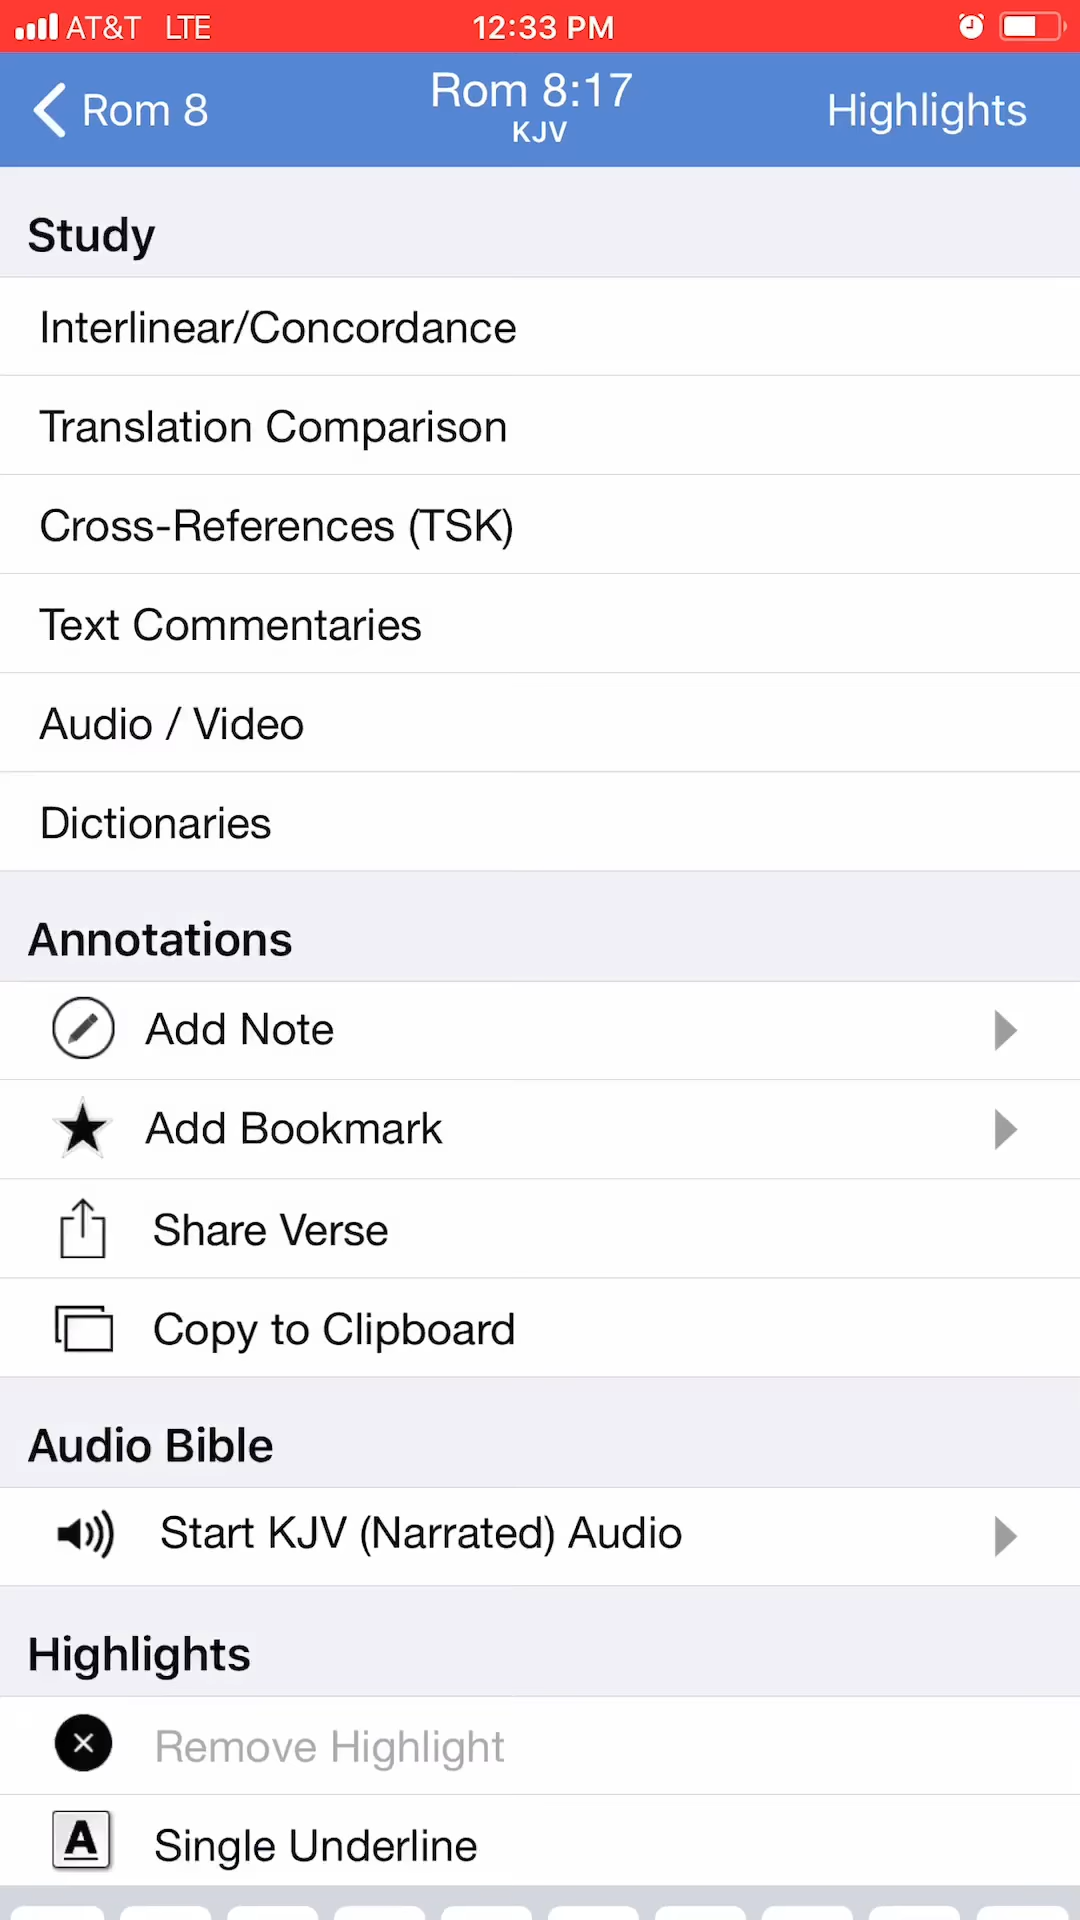 AT&T LTE 12:33 PM
Rom 8 Rom 8:17 Highlights
KJV
Study
Interlinear/Concordance
Translation Comparison
Cross-References (TSK)
Text Commentaries
Audio / Video
Dictionaries
Annotations
Add Note
Add Bookmark
Share Verse
Copy to Clipboard
Audio Bible
Start KJV (Narrated) Audio
Highlights
Remove Highlight
A Single Underline